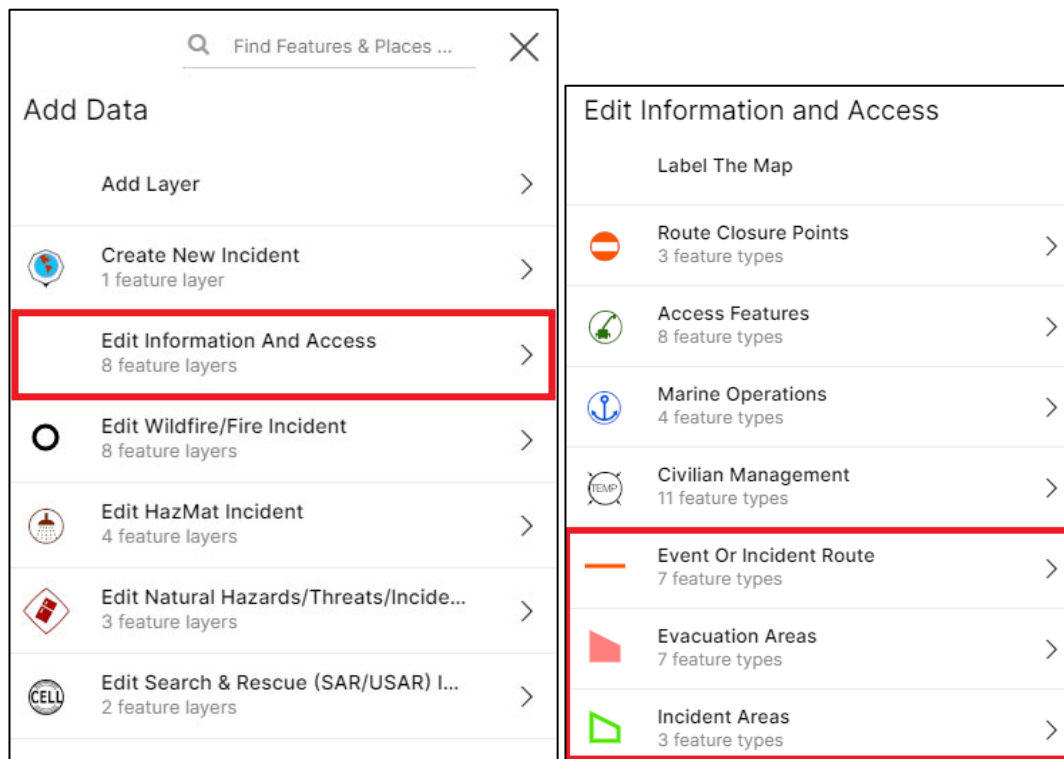 Find Features & Places ...
Add Data
Add Layer
Create New Incident
1 feature layer
Edit Information And Access
8 feature layers
Edit Wildfire/Fire Incident
8 feature layers
Edit HazMat Incident
4 feature layers
Edit Natural Hazards/Threats/Incide...
3 feature layers
CELL
Edit Search & Rescue (SAR/USAR) I...
2 feature layers
Edit Information and Access
Label The Map
Route Closure Points
3 feature types
Access Features
8 feature types
Marine Operations
4 feature types
TEMP
Civilian Management
11 feature types
Event Or Incident Route
7 feature types
Evacuation Areas
7 feature types
Incident Areas
3 feature types